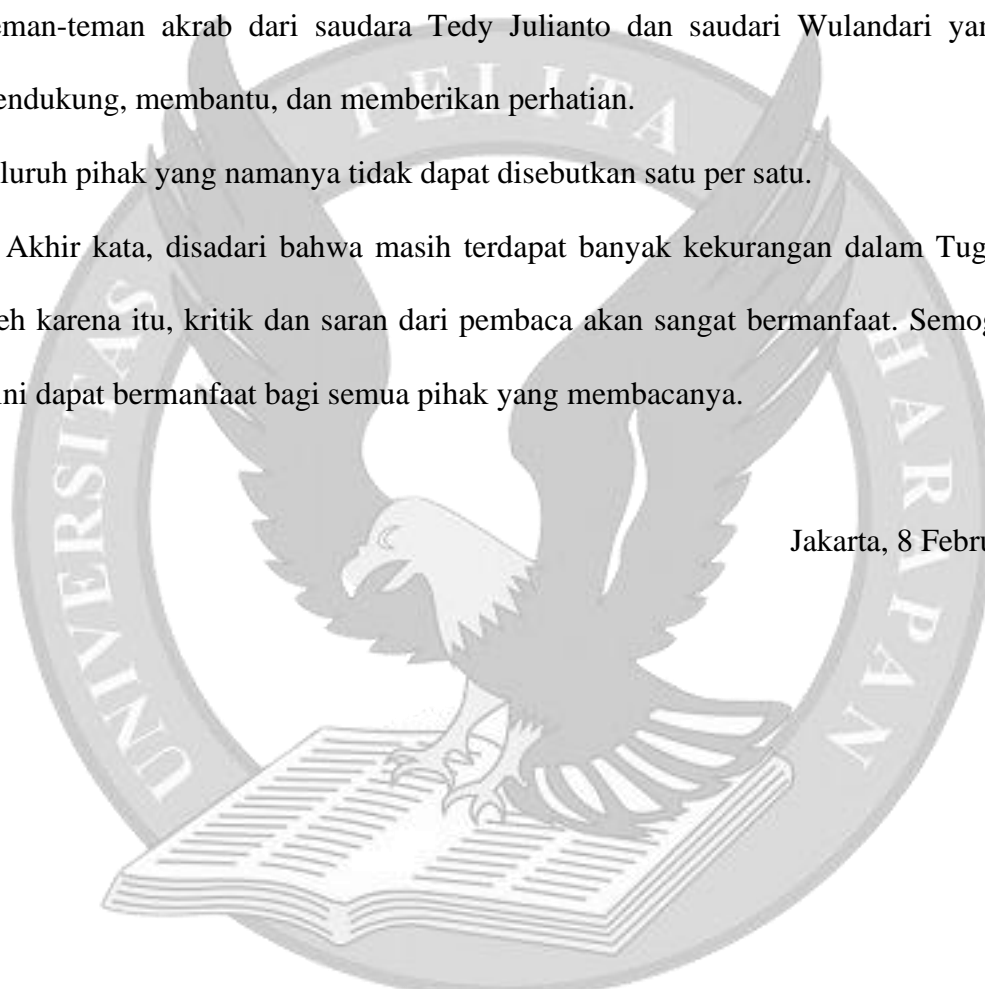 eman-teman akrab dari saudara Tedy Julianto dan saudari Wulandari yan
endukung, membantu, dan memberikan perhatian.
luruh pihak yang namanya tidak dapat disebutkan satu per satu.
Akhir kata, disadari bahwa masih terdapat banyak kekurangan dalam Tug
eh karena itu, kritik dan saran dari pembaca akan sangat bermanfaat. Semog
ini dapat bermanfaat bagi semua pihak yang membacanya.
Jakarta, 8 Febru
UNIVERSITAS PELITA HARAPAN